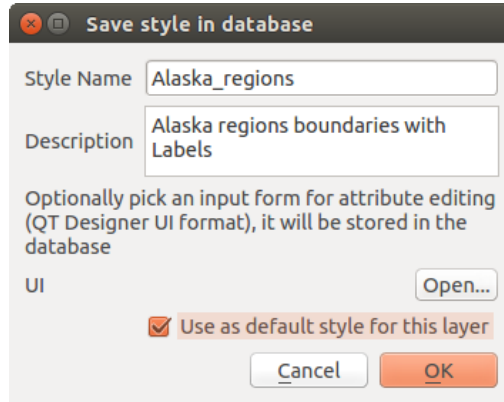 Save style in database
Style Name Alaska_regions
Description Alaska regions boundaries with
Labels
Optionally pick an input form for attribute editing
(QT Designer UI format), it will be stored in the
database
UI Open...
Use as default style for this layer
Cancel OK